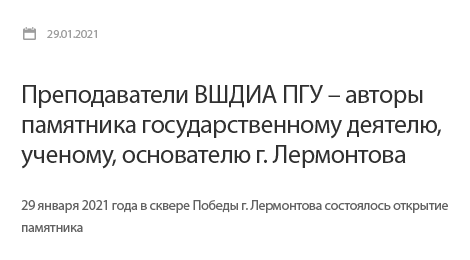 29.01.2021
Преподаватели ВШДИА ПГУ – авторы
памятника государственному деятелю,
ученому, основателю г. Лермонтова
29 января 2021 года в сквере Победы г. Лермонтова состоялось открытие
памятника